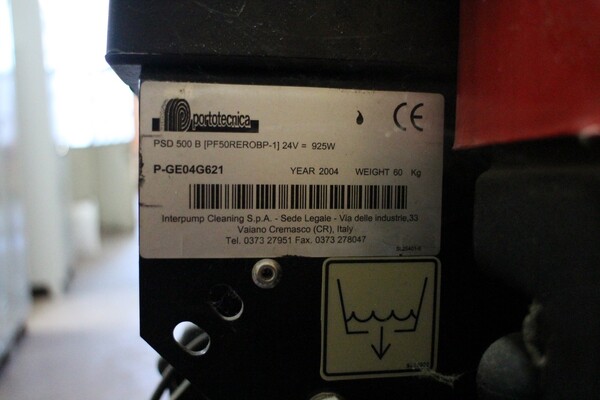 portotecnica
PSD 500 B [PF50REROBP-1] 24V = 925W
P-GE04G621 YEAR 2004 WEIGHT 60 Kg
Interpump Cleaning S.p.A. - Sede Legale - Via delle industrie,33
Vaiano Cremasco (CR), Italy
Tel. 0373 27951 Fax. 0373 278047